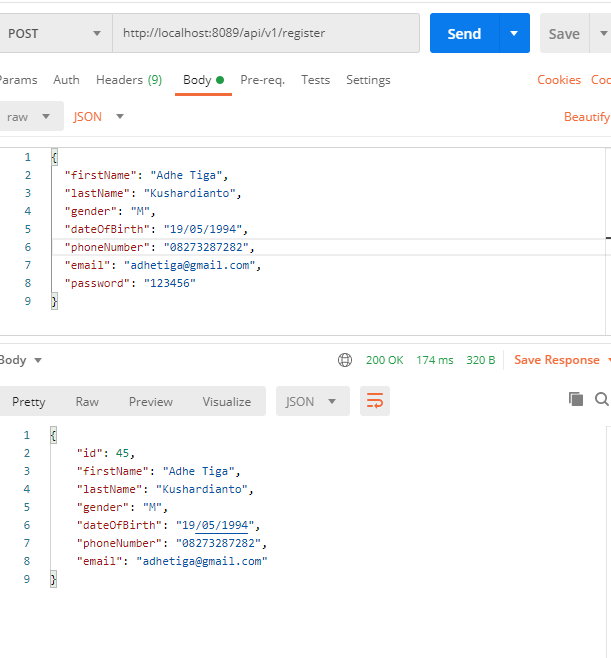 POST http://localhost:8089/api/v1/register Send Save
Params Auth Headers (9) Body Pre-req. Tests Settings Cookies
raw JSON Beautify
1 {
2 "firstName": "Adhe Tiga",
3 "lastName": "Kushardianto",
4 "gender": "M",
5 "dateOfBirth": "19/05/1994",
6 "phoneNumber": "08273287282",
7 "email": "adhetiga@gmail.com",
8 "password": "123456"
9 }
Body 200 OK 174 ms 320 B Save Response
Pretty Raw Preview Visualize JSON
1 {
2 "id": 45,
3 "firstName": "Adhe Tiga",
4 "lastName": "Kushardianto",
5 "gender": "M",
6 "dateOfBirth": "19/05/1994",
7 "phoneNumber": "08273287282",
8 "email": "adhetiga@gmail.com"
9 }